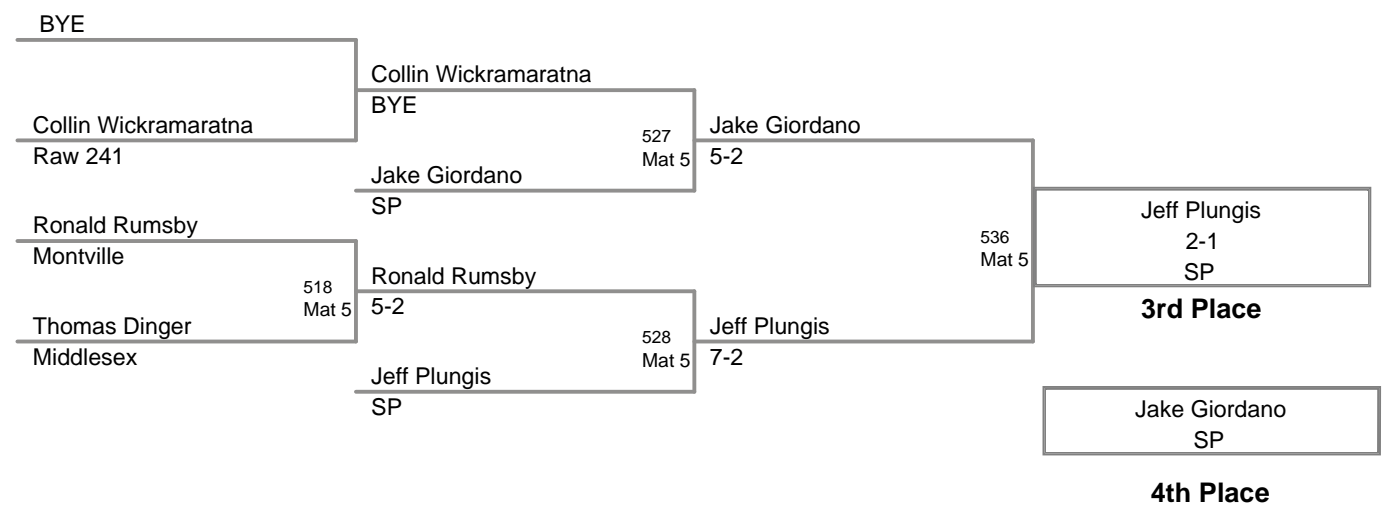 BYE
Collin Wickramaratna
Raw 241
Ronald Rumsby
Montville
518
Mat 5
Thomas Dinger
Middlesex
Collin Wickramaratna
BYE
527
Mat 5
Jake Giordano
SP
Ronald Rumsby
5-2
528
Mat 5
Jeff Plungis
SP
Jake Giordano
5-2
536
Mat 5
Jeff Plungis
7-2
Jeff Plungis
2-1
SP
3rd Place
Jake Giordano
SP
4th Place